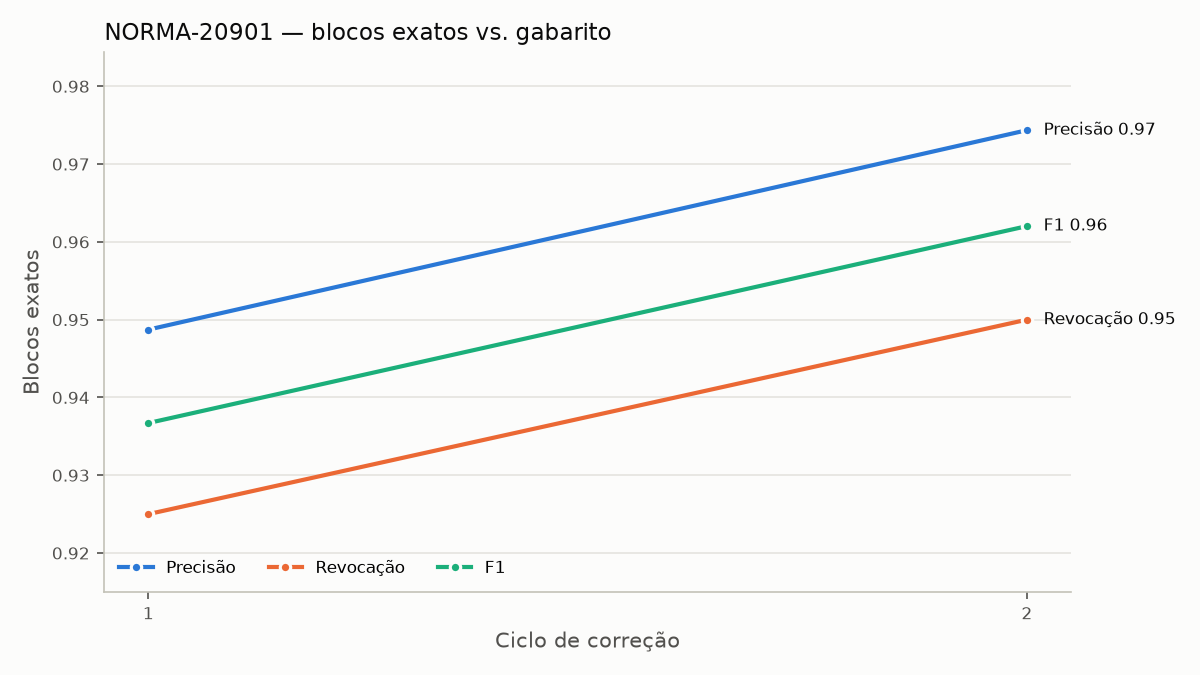 NORMA-20901 — blocos exatos vs. gabarito
Blocos exatos
0.98
0.97
0.96
0.95
0.94
0.93
0.92
Precisão 0.97
F1 0.96
Revocação 0.95
Precisão
Revocação
F1
1
2
Ciclo de correção